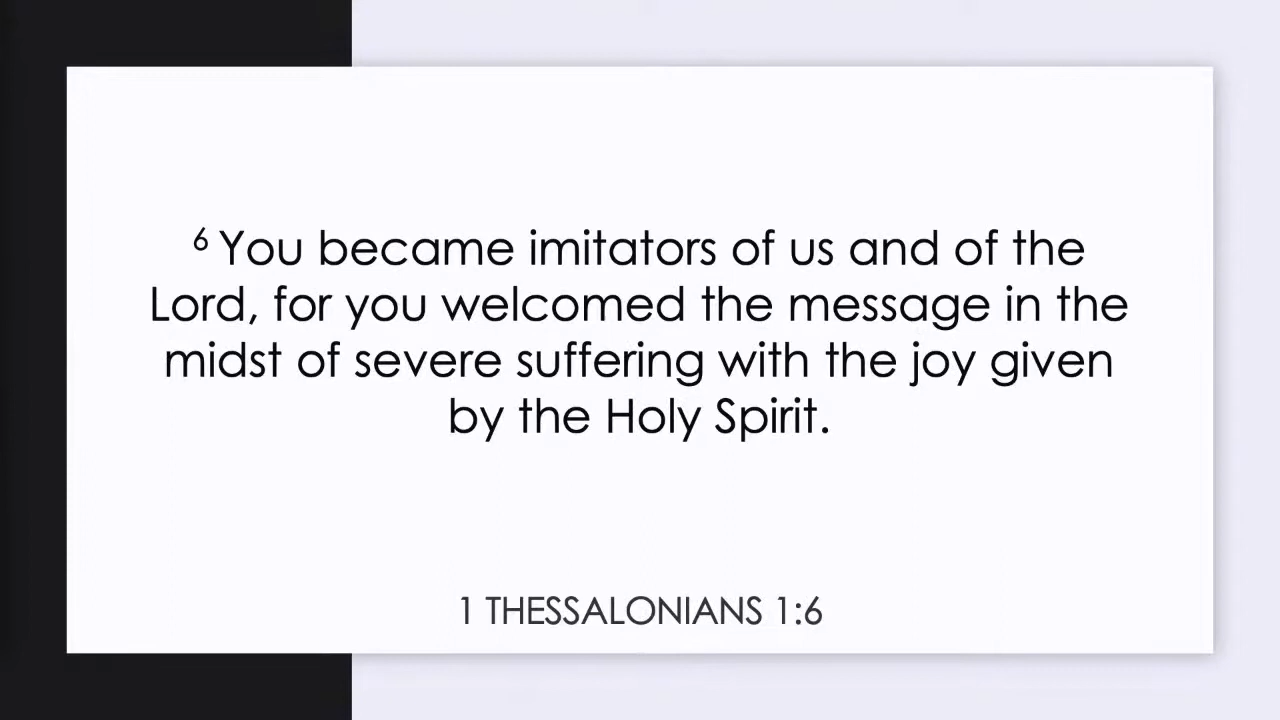 6 You became imitators of us and of the
Lord, for you welcomed the message in the
midst of severe suffering with the joy given
by the Holy Spirit.
1 THESSALONIANS 1:6